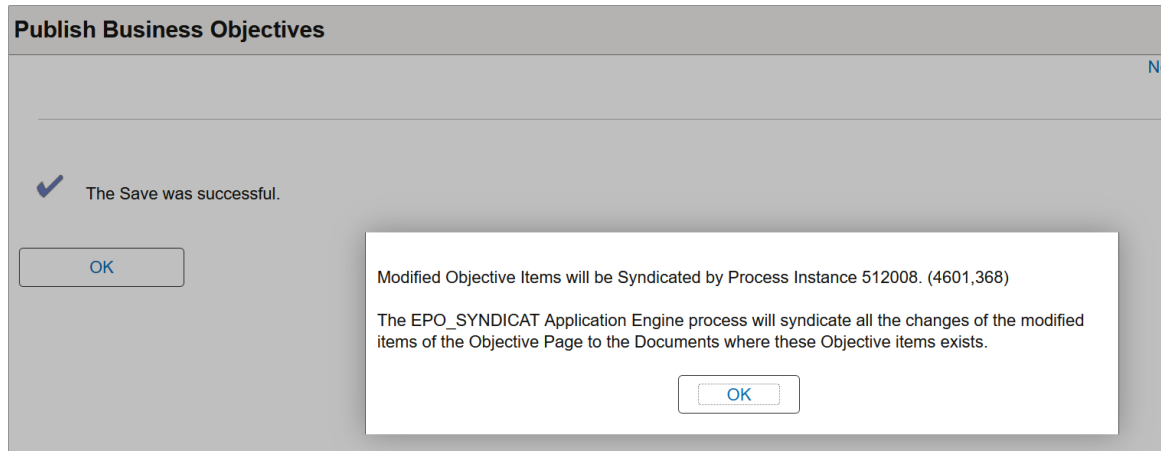 Publish Business Objectives
The Save was successful.
OK
Modified Objective Items will be Syndicated by Process Instance 512008. (4601,368)
The EPO_SYNDICAT Application Engine process will syndicate all the changes of the modified
items of the Objective Page to the Documents where these Objective items exists.
OK